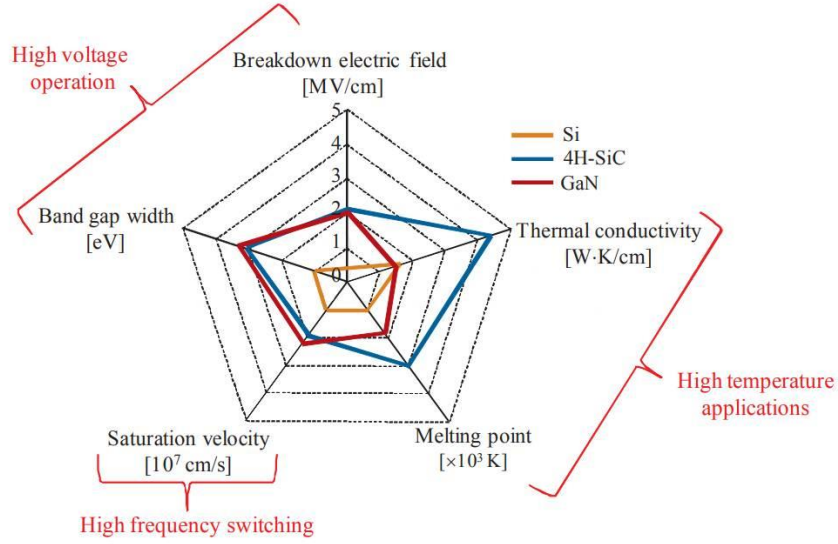 High voltage
operation
Breakdown electric field
[MV/cm]
5
4
3
2
1
0
Si
4H-SiC
GaN
Band gap width
[eV]
Thermal conductivity
[W·K/cm]
High temperature
applications
Saturation velocity
[10⁷ cm/s]
Melting point
[×10³ K]
High frequency switching